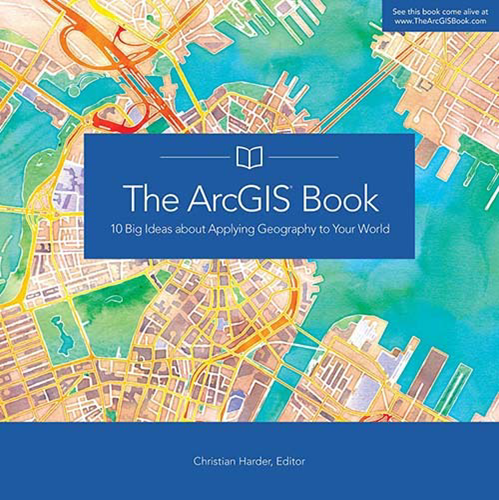 See this book come alive at
www.TheArcGISBook.com
The ArcGIS® Book
10 Big Ideas about Applying Geography to Your World
Christian Harder, Editor